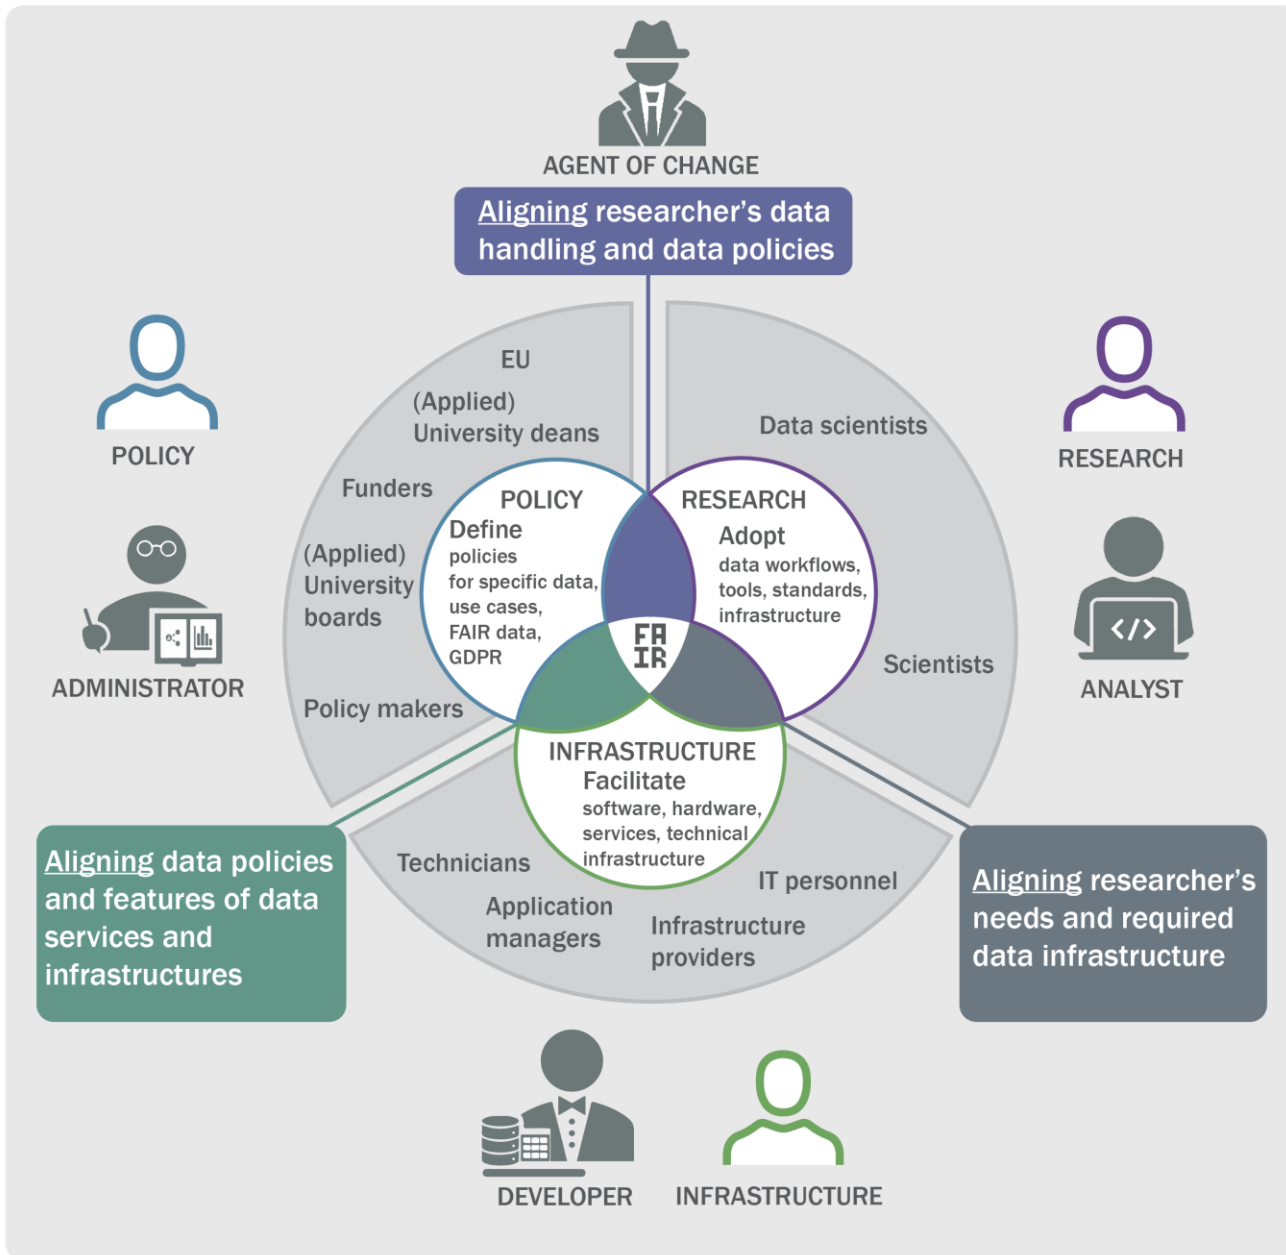 AGENT OF CHANGE
Aligning researcher's data
handling and data policies
POLICY
ADMINISTRATOR
EU
(Applied)
University deans
Funders
(Applied)
University
boards
Policy makers
POLICY
Define
policies
for specific data,
use cases,
FAIR data,
GDPR
RESEARCH
Adopt
data workflows,
tools, standards,
infrastructure
FA
IR
Data scientists
Scientists
RESEARCH
</>
ANALYST
INFRASTRUCTURE
Facilitate
software, hardware,
services, technical
infrastructure
Technicians
Application
managers
Infrastructure
providers
IT personnel
Aligning data policies
and features of data
services and
infrastructures
Aligning researcher's
needs and required
data infrastructure
DEVELOPER
INFRASTRUCTURE